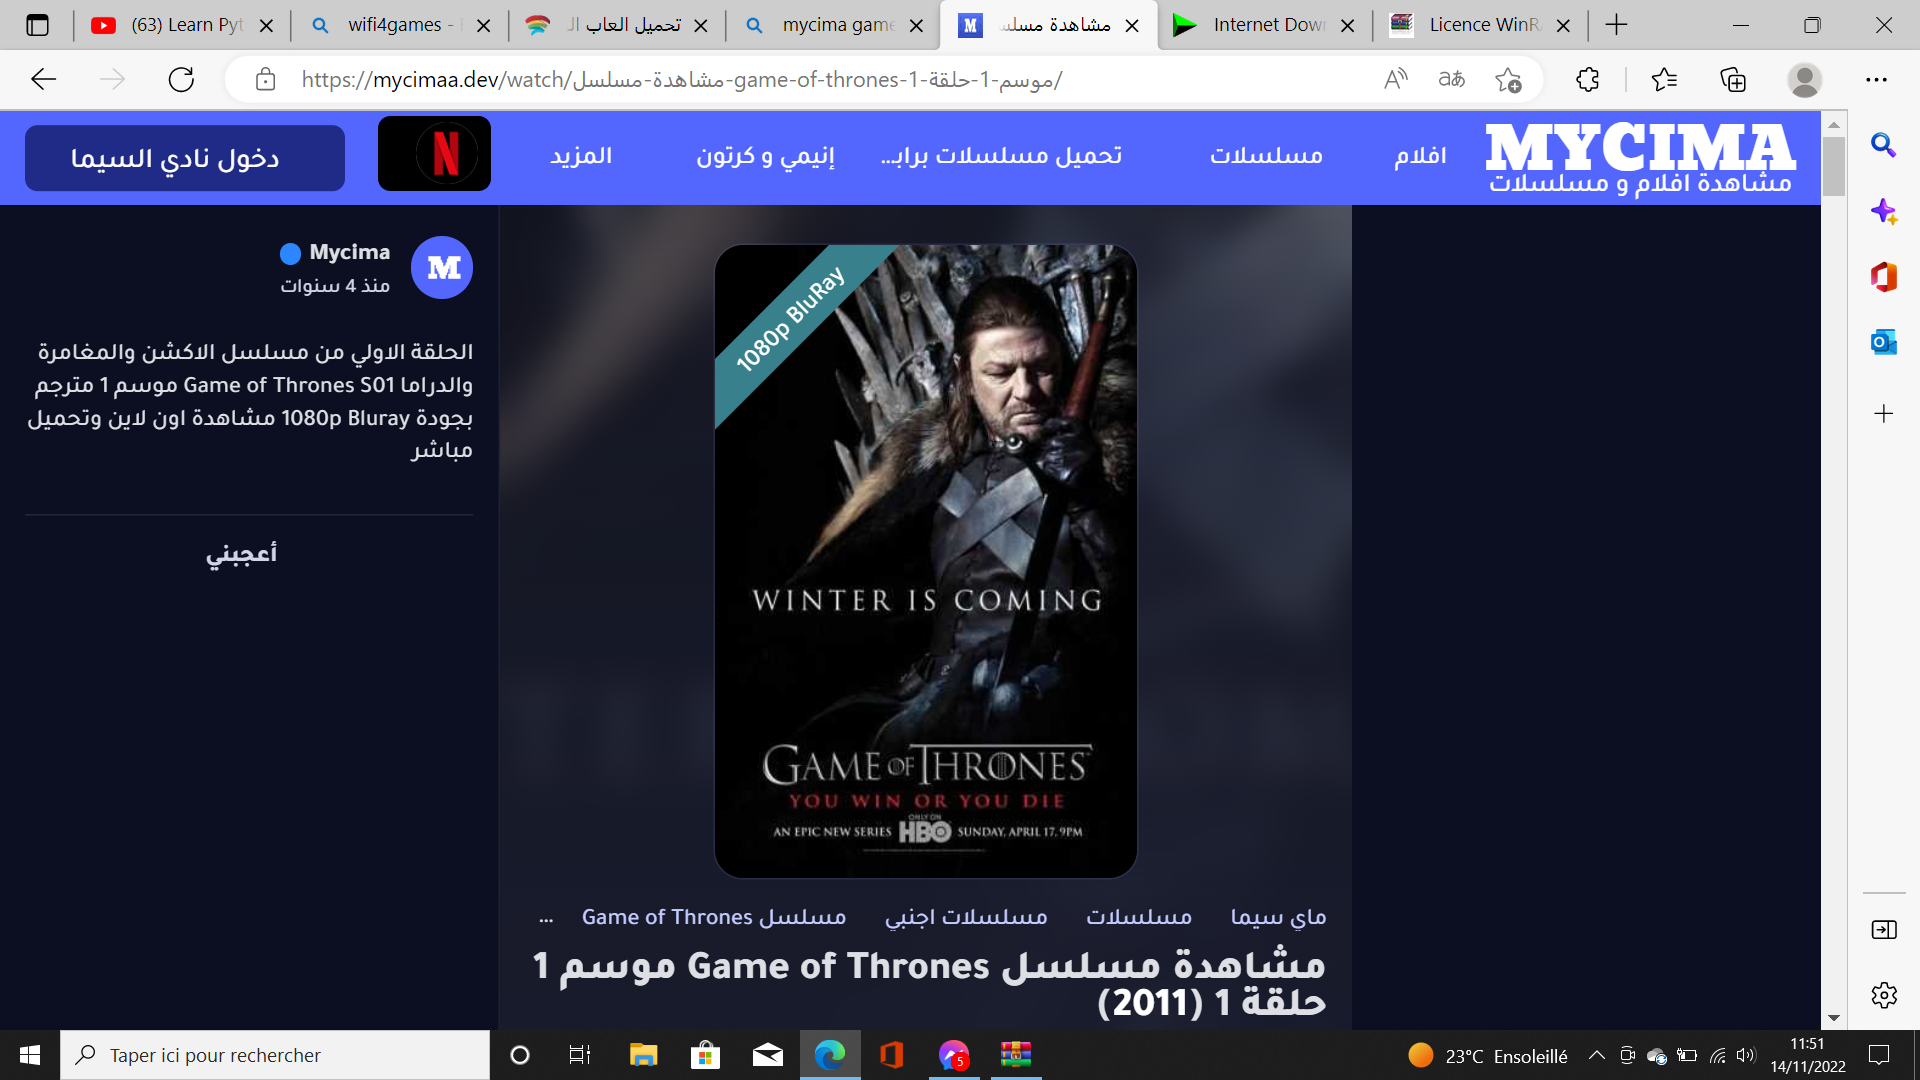 (63) Learn Pyt
wifi4games -
تحميل العاب ال
mycima game
مشاهدة مسلس
Internet Dow
Licence WinR
https://mycimaa.dev/watch/مشاهدة-مسلسل-game-of-thrones-موسم-1-حلقة-1/
MYCIMA
مشاهدة افلام و مسلسلات
افلام
مسلسلات
تحميل مسلسلات براب...
إنيمي و كرتون
المزيد
N
دخول نادي السيما
M
Mycima
منذ 4 سنوات
الحلقة الاولي من مسلسل الاكشن والمغامرة
والدراما Game of Thrones S01 موسم 1 مترجم
بجودة 1080p Bluray مشاهدة اون لاين وتحميل
مباشر
أعجبني
1080p BluRay
WINTER IS COMING
GAME OF THRONES
YOU WIN OR YOU DIE
AN EPIC NEW SERIES ONLY ON HBO SUNDAY, APRIL 17, 9PM
ماي سيما مسلسلات مسلسلات اجنبي مسلسل Game of Thrones ...
مشاهدة مسلسل Game of Thrones موسم 1
حلقة 1 (2011)
Taper ici pour rechercher
5
23°C Ensoleillé
11:51
14/11/2022